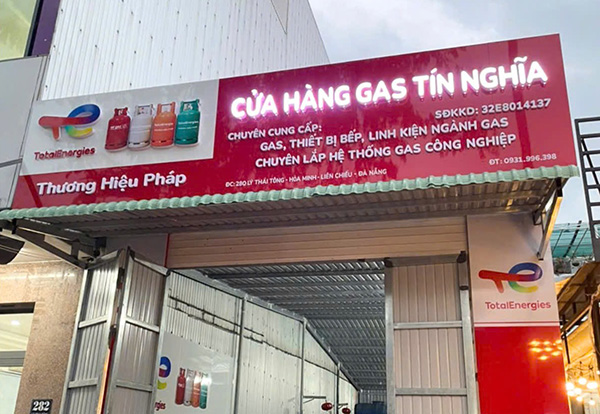 CỬA HÀNG GAS TÍN NGHĨA
SĐKKD: 32E8014137
CHUYÊN CUNG CẤP:
GAS, THIẾT BỊ BẾP, LINH KIỆN NGÀNH GAS
CHUYÊN LẮP HỆ THỐNG GAS CÔNG NGHIỆP
ĐC: 280 LÝ THÁI TÔNG - HÒA MINH - LIÊN CHIỂU - ĐÀ NẴNG
ĐT: 0931.996.398
TotalEnergies
Thương Hiệu Pháp
TotalEnergies
282